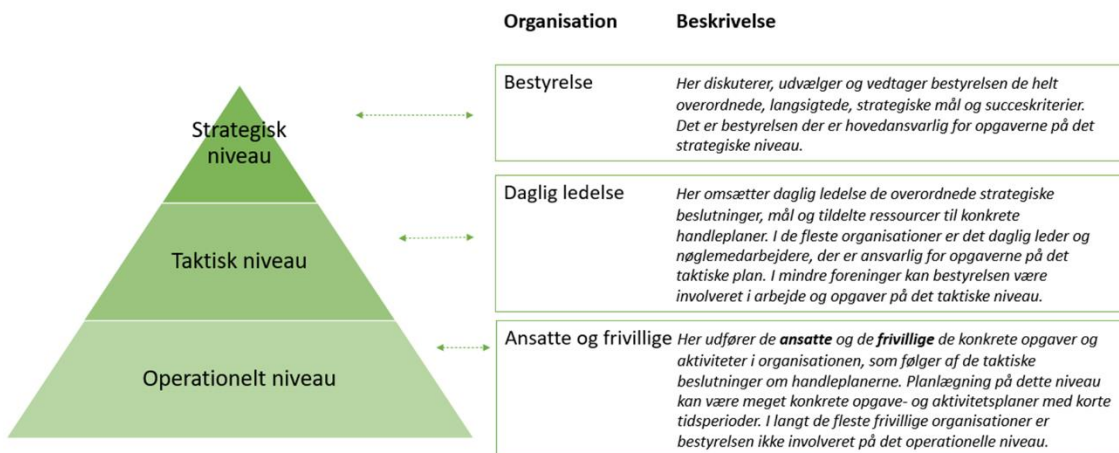 Organisation Beskrivelse
Strategisk
niveau
Bestyrelse
Her diskuterer, udvælger og vedtager bestyrelsen de helt
overordnede, langsigtede, strategiske mål og succeskriterier.
Det er bestyrelsen der er hovedansvarlig for opgaverne på det
strategiske niveau.
Taktisk niveau
Daglig ledelse
Her omsætter daglig ledelse de overordnede strategiske
beslutninger, mål og tildelte ressourcer til konkrete
handleplaner. I de fleste organisationer er det daglig leder og
nøglemedarbejdere, der er ansvarlig for opgaverne på det
taktiske plan. I mindre foreninger kan bestyrelsen være
involveret i arbejde og opgaver på det taktiske niveau.
Operationelt niveau
Ansatte og frivillige
Her udfører de ansatte og de frivillige de konkrete opgaver og
aktiviteter i organisationen, som følger af de taktiske
beslutninger om handleplanerne. Planlægning på dette niveau
kan være meget konkrete opgave- og aktivitetsplaner med korte
tidsperioder. I langt de fleste frivillige organisationer er
bestyrelsen ikke involveret på det operationelle niveau.